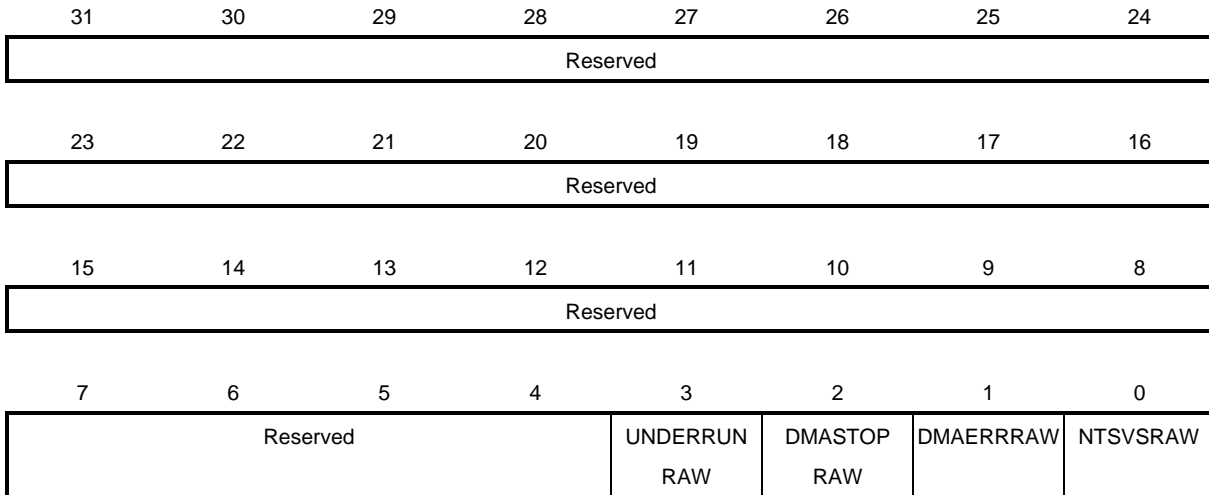 31 30 29 28 27 26 25 24
Reserved
23 22 21 20 19 18 17 16
Reserved
15 14 13 12 11 10 9 8
Reserved
7 6 5 4 3 2 1 0
Reserved UNDERRUN DMASTOP DMAERRRAW NTSVSRAW
RAW RAW